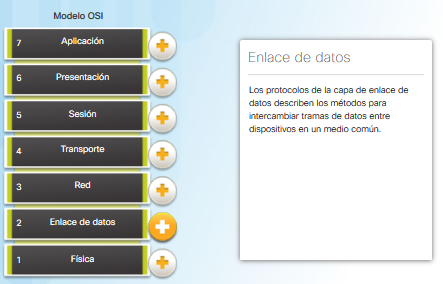 Modelo OSI
7 Aplicación
6 Presentación
5 Sesión
4 Transporte
3 Red
2 Enlace de datos
1 Física
Enlace de datos
Los protocolos de la capa de enlace de
datos describen los métodos para
intercambiar tramas de datos entre
dispositivos en un medio común.